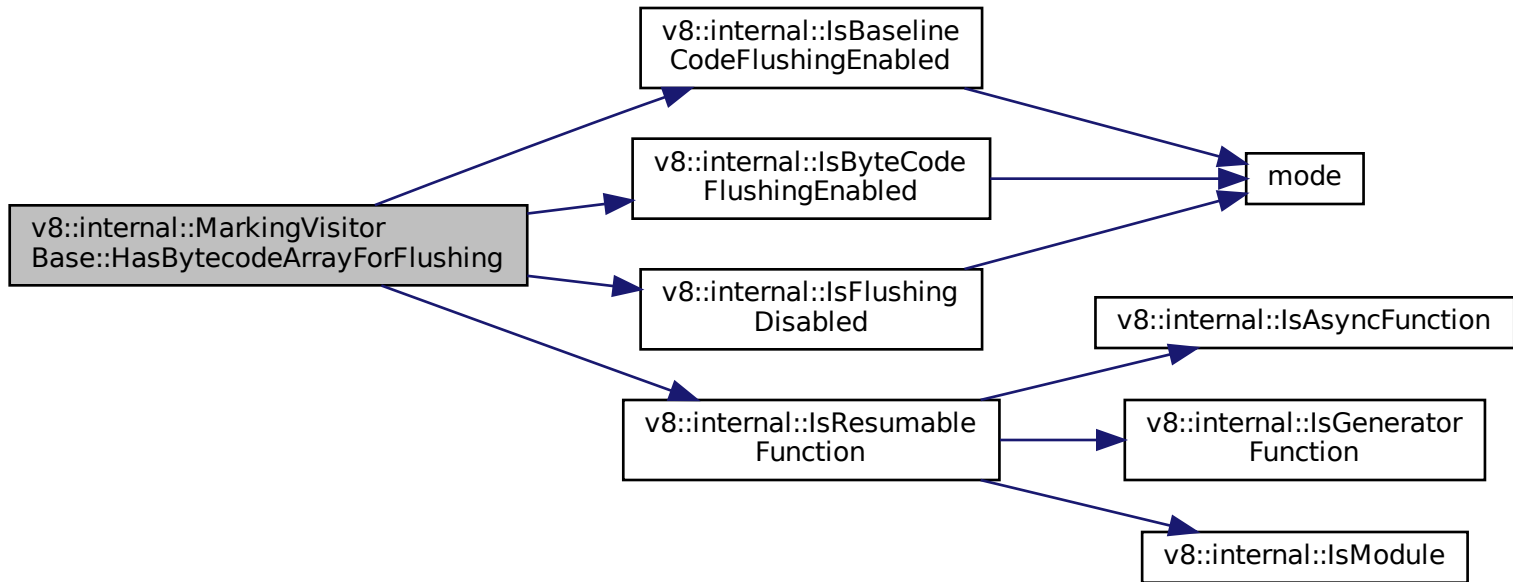 v8::internal::MarkingVisitor
Base::HasBytecodeArrayForFlushing
v8::internal::IsBaseline
CodeFlushingEnabled
v8::internal::IsByteCode
FlushingEnabled
v8::internal::IsFlushing
Disabled
v8::internal::IsResumable
Function
mode
v8::internal::IsAsyncFunction
v8::internal::IsGenerator
Function
v8::internal::IsModule